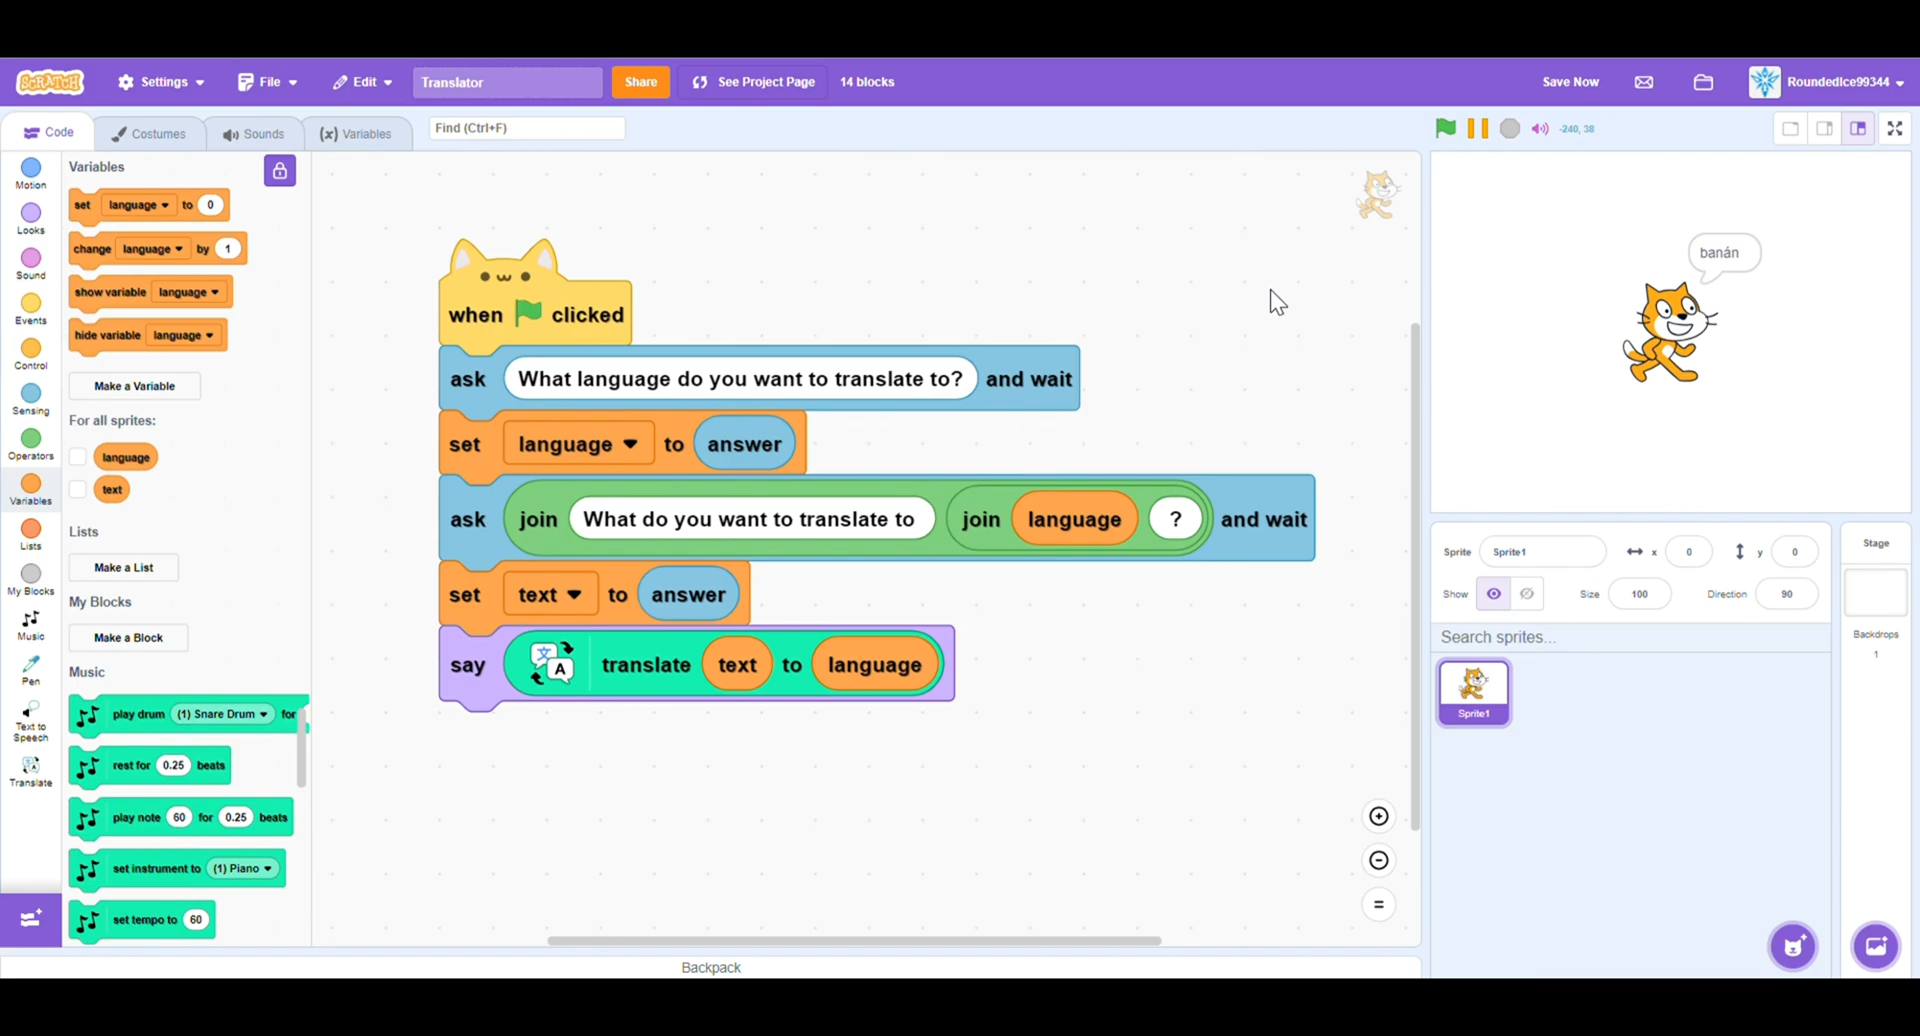 SCRATCH Settings File Edit Translator Share See Project Page 14 blocks Save Now RoundedIce99344
Code Costumes Sounds (x) Variables Find (Ctrl+F) -240, 38
Motion
Looks
Sound
Events
Control
Sensing
Operators
Variables
Lists
My Blocks
Music
Pen
Text to
Speech
Translate
Variables
set language to 0
change language by 1
show variable language
hide variable language
Make a Variable
For all sprites:
language
text
Lists
Make a List
My Blocks
Make a Block
Music
play drum (1) Snare Drum for
rest for 0.25 beats
play note 60 for 0.25 beats
set instrument to (1) Piano
set tempo to 60
when clicked
ask What language do you want to translate to? and wait
set language to answer
ask join What do you want to translate to join language ? and wait
set text to answer
say 文 A translate text to language
Backpack
banán
Sprite Sprite1 x 0 y 0
Show Size 100 Direction 90
Search sprites...
Sprite1
Stage
Backdrops
1